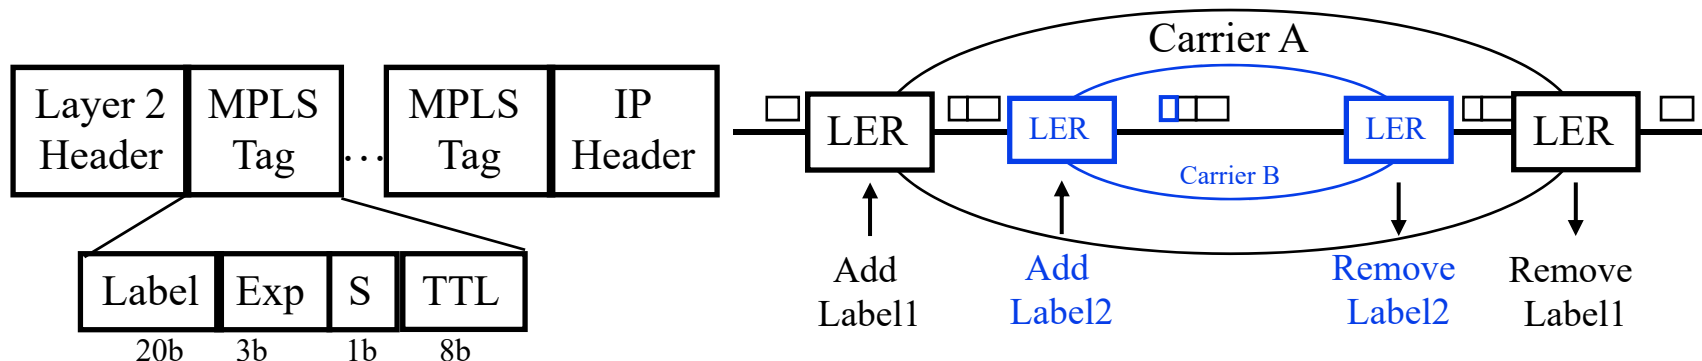 Layer 2
Header
MPLS
Tag
...
MPLS
Tag
IP
Header
Label
Exp
S
TTL
20b
3b
1b
8b
Carrier A
LER
LER
LER
LER
Carrier B
Add
Label1
Add
Label2
Remove
Label2
Remove
Label1